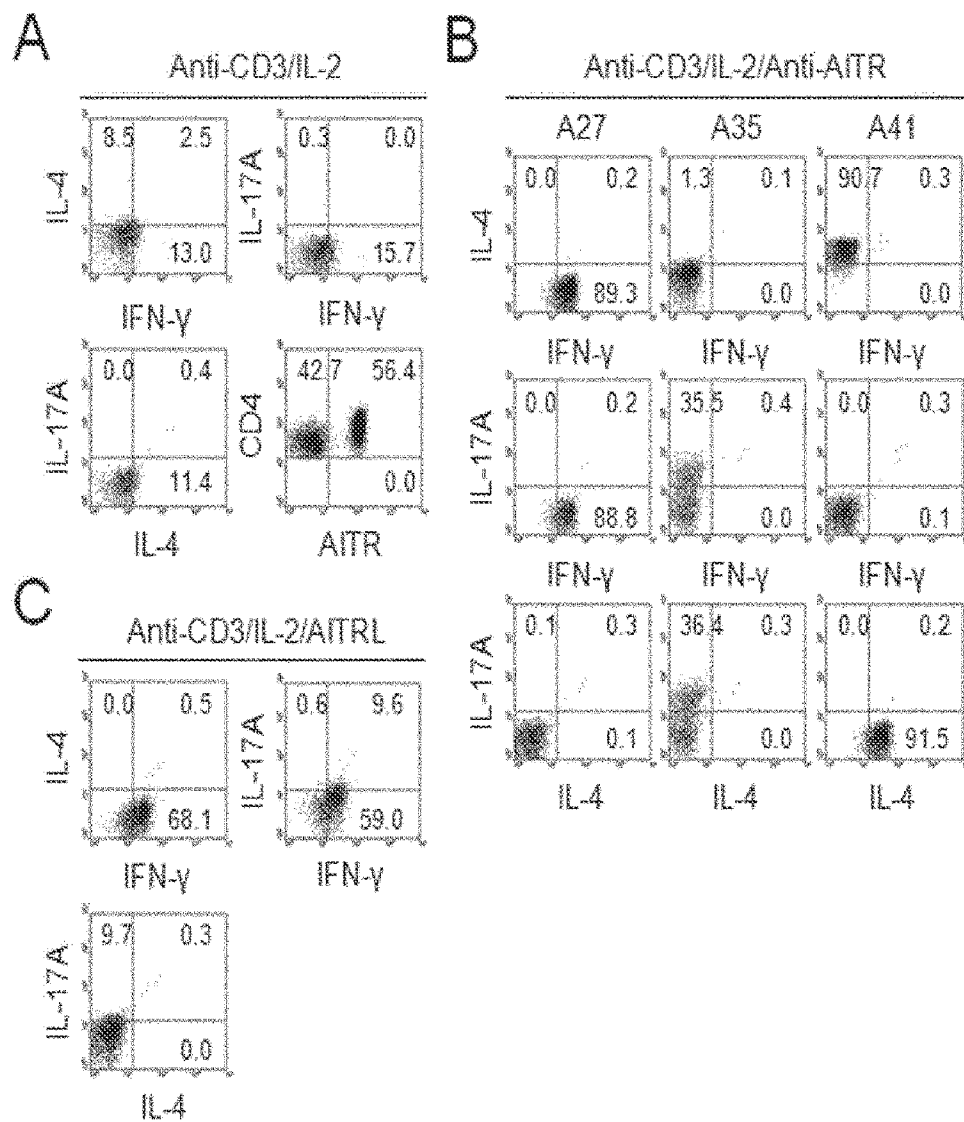 A
Anti-CD3/IL-2
8.5 2.5
13.0
IL-4
IFN-γ
0.3 0.0
15.7
IL-17A
IFN-γ
0.0 0.4
11.4
IL-17A
IL-4
42.7 56.4
0.0
CD4
AITR
B
Anti-CD3/IL-2/Anti-AITR
A27 A35 A41
IL-4
0.0 0.2 1.3 0.1 90.7 0.3
89.3 0.0 0.0
IFN-γ IFN-γ IFN-γ
IL-17A
0.0 0.2 35.5 0.4 0.0 0.3
88.8 0.0 0.1
IFN-γ IFN-γ IFN-γ
IL-17A
0.1 0.3 36.4 0.3 0.0 0.2
0.1 0.0 91.5
IL-4 IL-4 IL-4
C
Anti-CD3/IL-2/AITRL
0.0 0.5
68.1
IL-4
IFN-γ
0.6 9.6
59.0
IL-17A
IFN-γ
9.7 0.3
0.0
IL-17A
IL-4